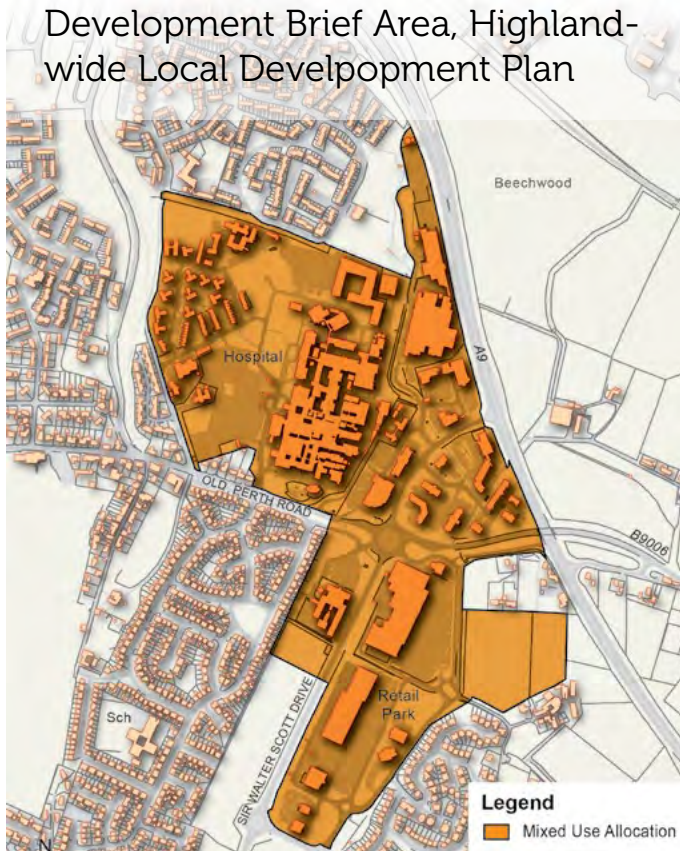 Development Brief Area, Highland-
wide Local Develpopment Plan
Beechwood
A9
Hospital
OLD PERTH ROAD
B9006
Sch
SIR WALTER SCOTT DRIVE
Retail
Park
Legend
Mixed Use Allocation
N